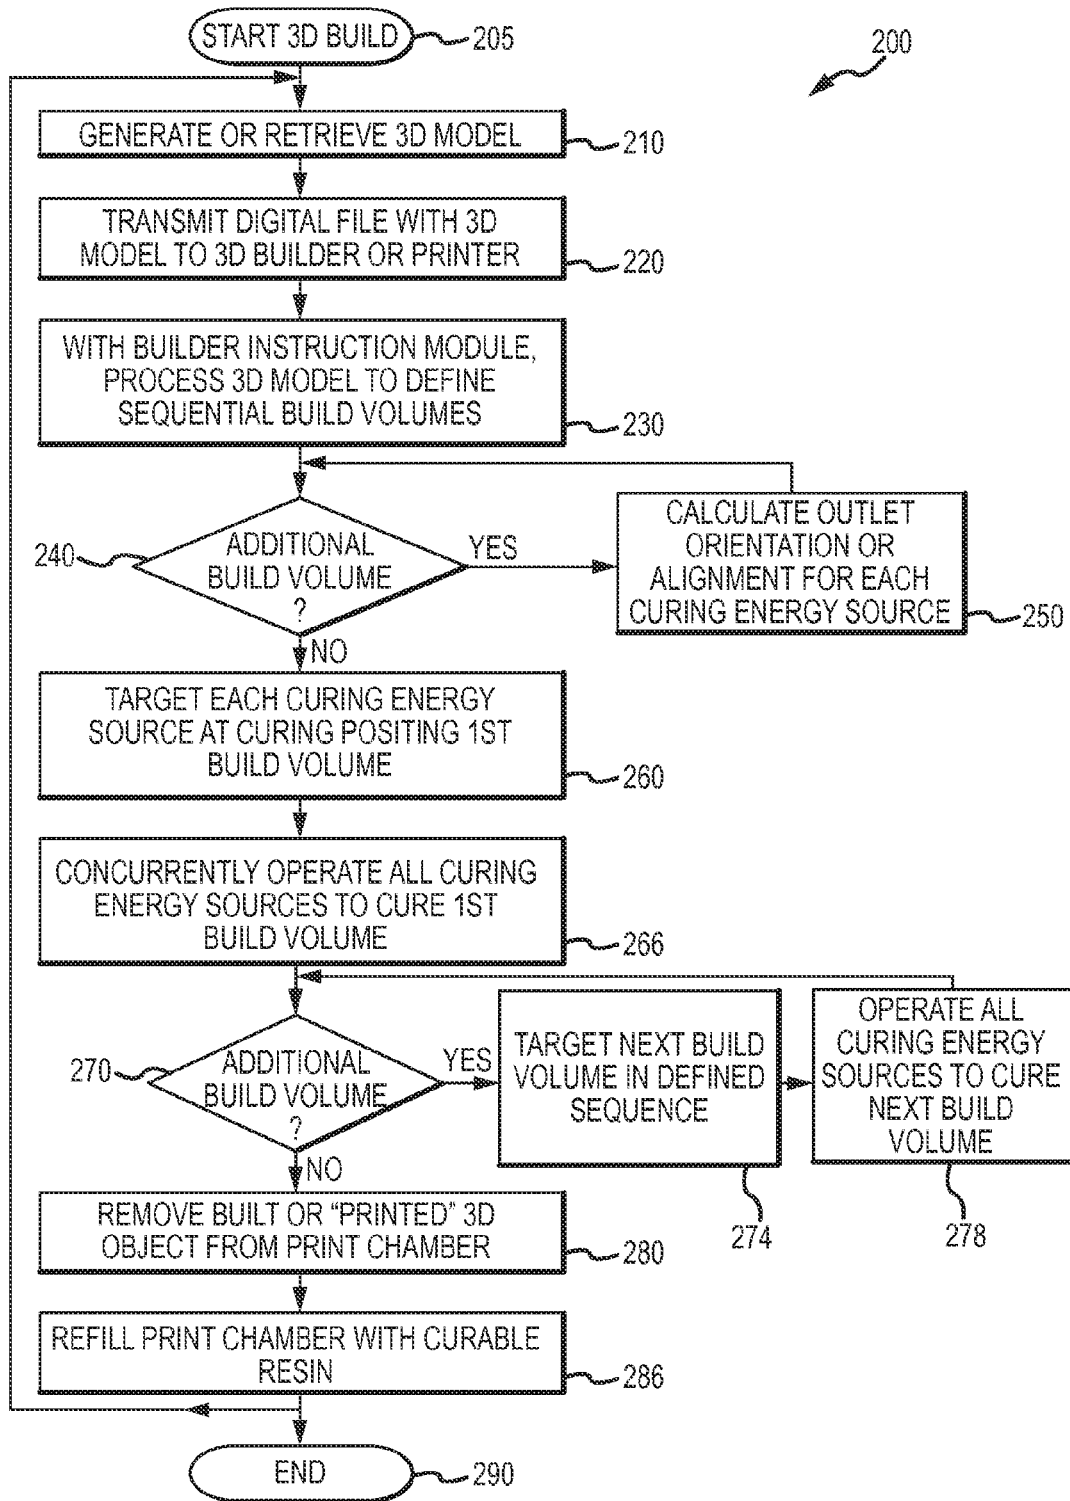 START 3D BUILD
205
200
GENERATE OR RETRIEVE 3D MODEL
210
TRANSMIT DIGITAL FILE WITH 3D
MODEL TO 3D BUILDER OR PRINTER
220
WITH BUILDER INSTRUCTION MODULE,
PROCESS 3D MODEL TO DEFINE
SEQUENTIAL BUILD VOLUMES
230
240
ADDITIONAL
BUILD VOLUME
?
YES
NO
CALCULATE OUTLET
ORIENTATION OR
ALIGNMENT FOR EACH
CURING ENERGY SOURCE
250
TARGET EACH CURING ENERGY
SOURCE AT CURING POSITING 1ST
BUILD VOLUME
260
CONCURRENTLY OPERATE ALL CURING
ENERGY SOURCES TO CURE 1ST
BUILD VOLUME
266
270
ADDITIONAL
BUILD VOLUME
?
YES
NO
TARGET NEXT BUILD
VOLUME IN DEFINED
SEQUENCE
274
OPERATE ALL
CURING ENERGY
SOURCES TO CURE
NEXT BUILD
VOLUME
278
REMOVE BUILT OR “PRINTED” 3D
OBJECT FROM PRINT CHAMBER
280
REFILL PRINT CHAMBER WITH CURABLE
RESIN
286
END
290